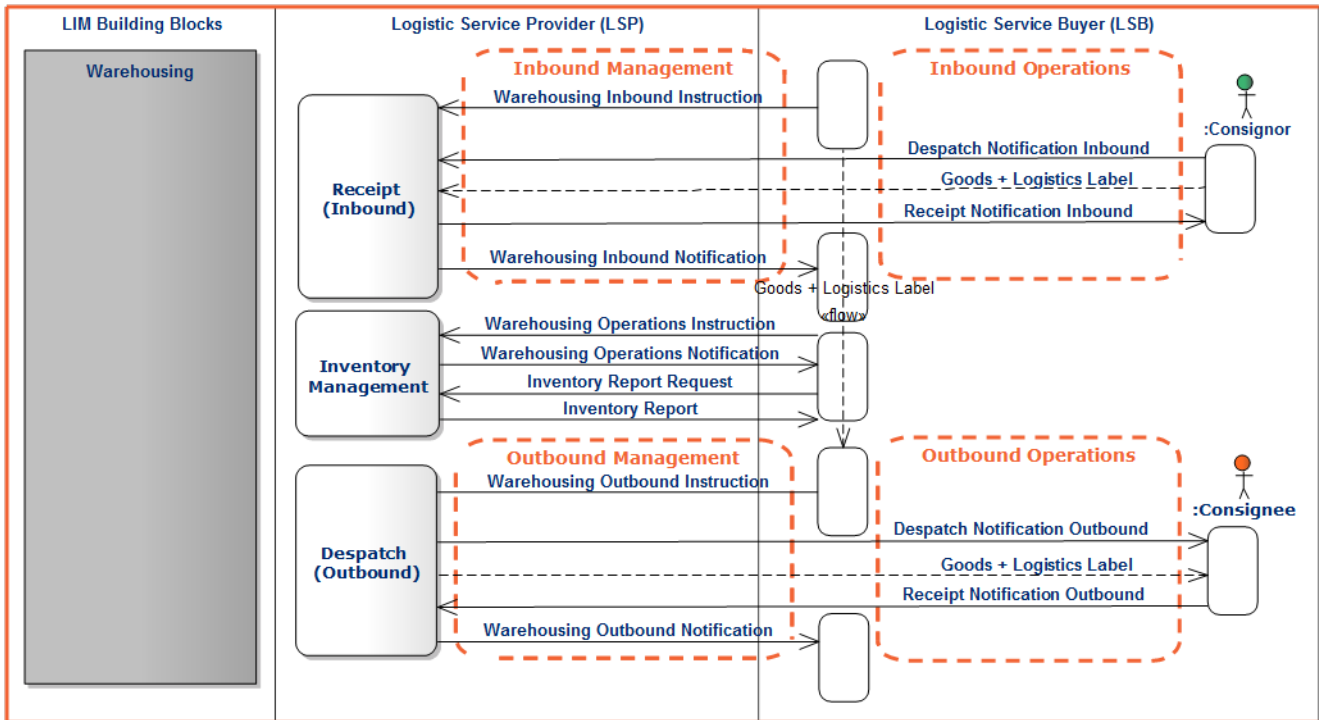 LIM Building Blocks
Logistic Service Provider (LSP)
Logistic Service Buyer (LSB)
Warehousing
Inbound Management
Inbound Operations
Warehousing Inbound Instruction
:Consignor
Despatch Notification Inbound
Goods + Logistics Label
Receipt
(Inbound)
Receipt Notification Inbound
Warehousing Inbound Notification
Goods + Logistics Label
«flow»
Warehousing Operations Instruction
Warehousing Operations Notification
Inventory
Management
Inventory Report Request
Inventory Report
Outbound Management
Outbound Operations
Warehousing Outbound Instruction
:Consignee
Despatch Notification Outbound
Despatch
(Outbound)
Goods + Logistics Label
Receipt Notification Outbound
Warehousing Outbound Notification